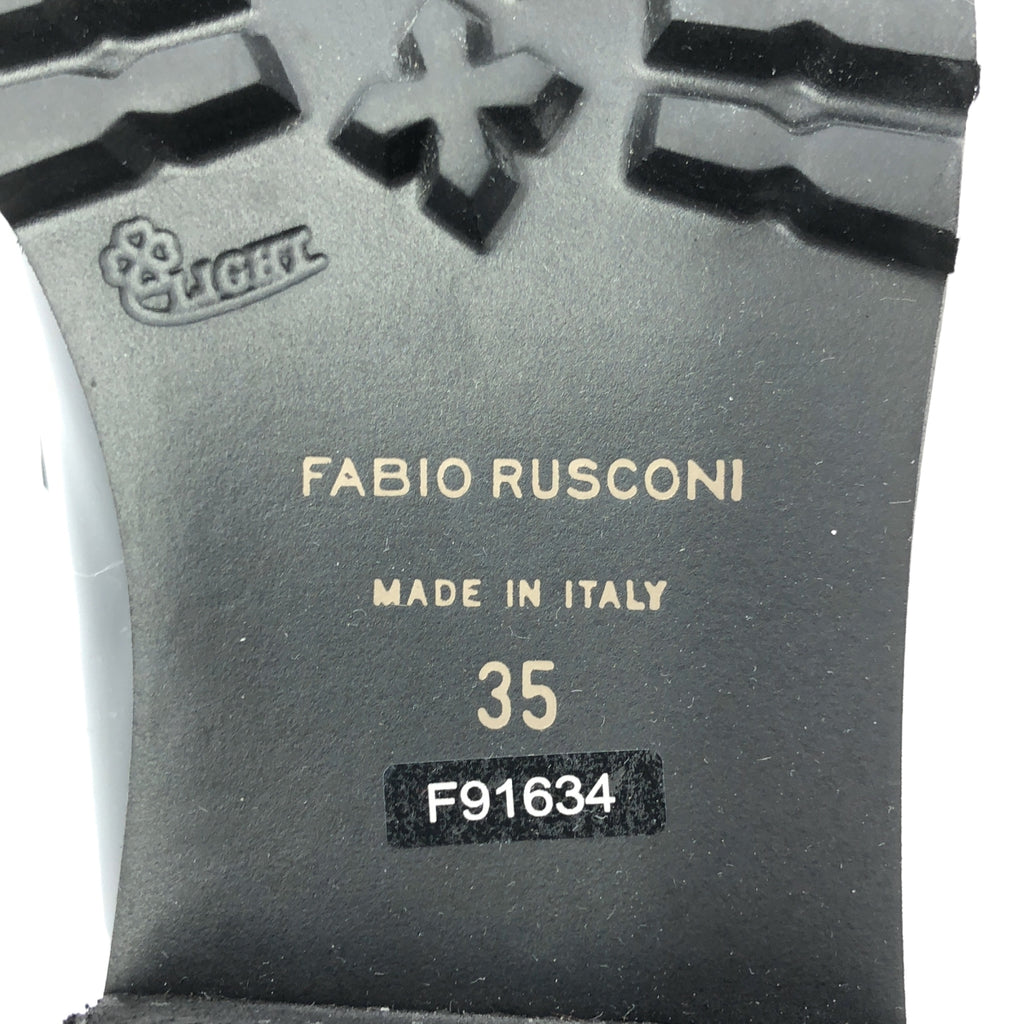 LIGHT
FABIO RUSCONI
MADE IN ITALY
35
F91634